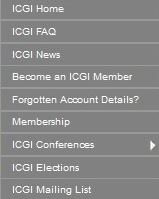 ICGI Home
ICGI FAQ
ICGI News
Become an ICGI Member
Forgotten Account Details?
Membership
ICGI Conferences
ICGI Elections
ICGI Mailing List